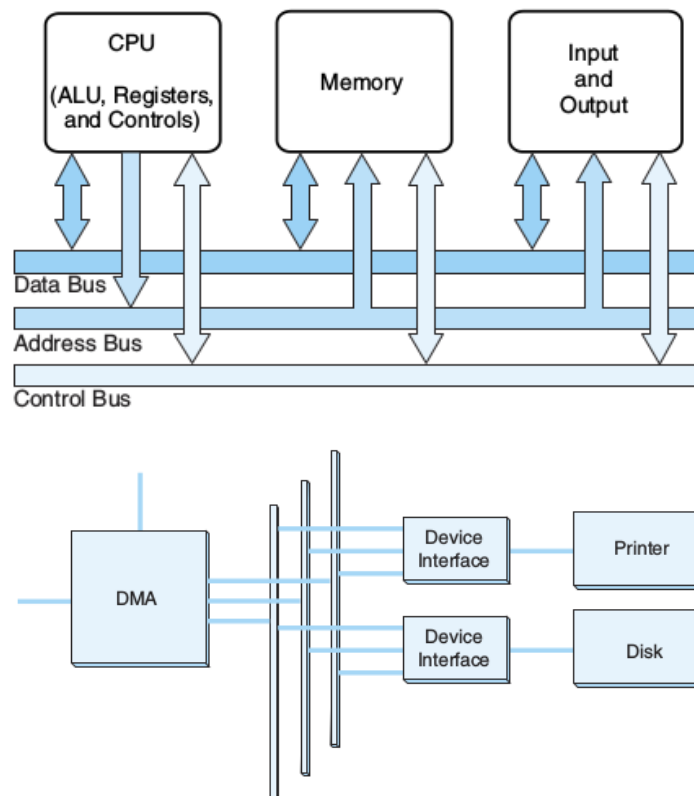 CPU
(ALU, Registers,
and Controls)
Memory
Input
and
Output
Data Bus
Address Bus
Control Bus
DMA
Device
Interface
Printer
Device
Interface
Disk